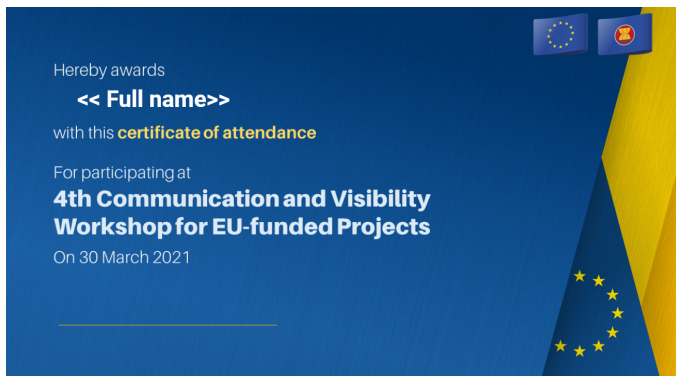 Hereby awards
<< Full name>>
with this certificate of attendance
For participating at
4th Communication and Visibility
Workshop for EU-funded Projects
On 30 March 2021